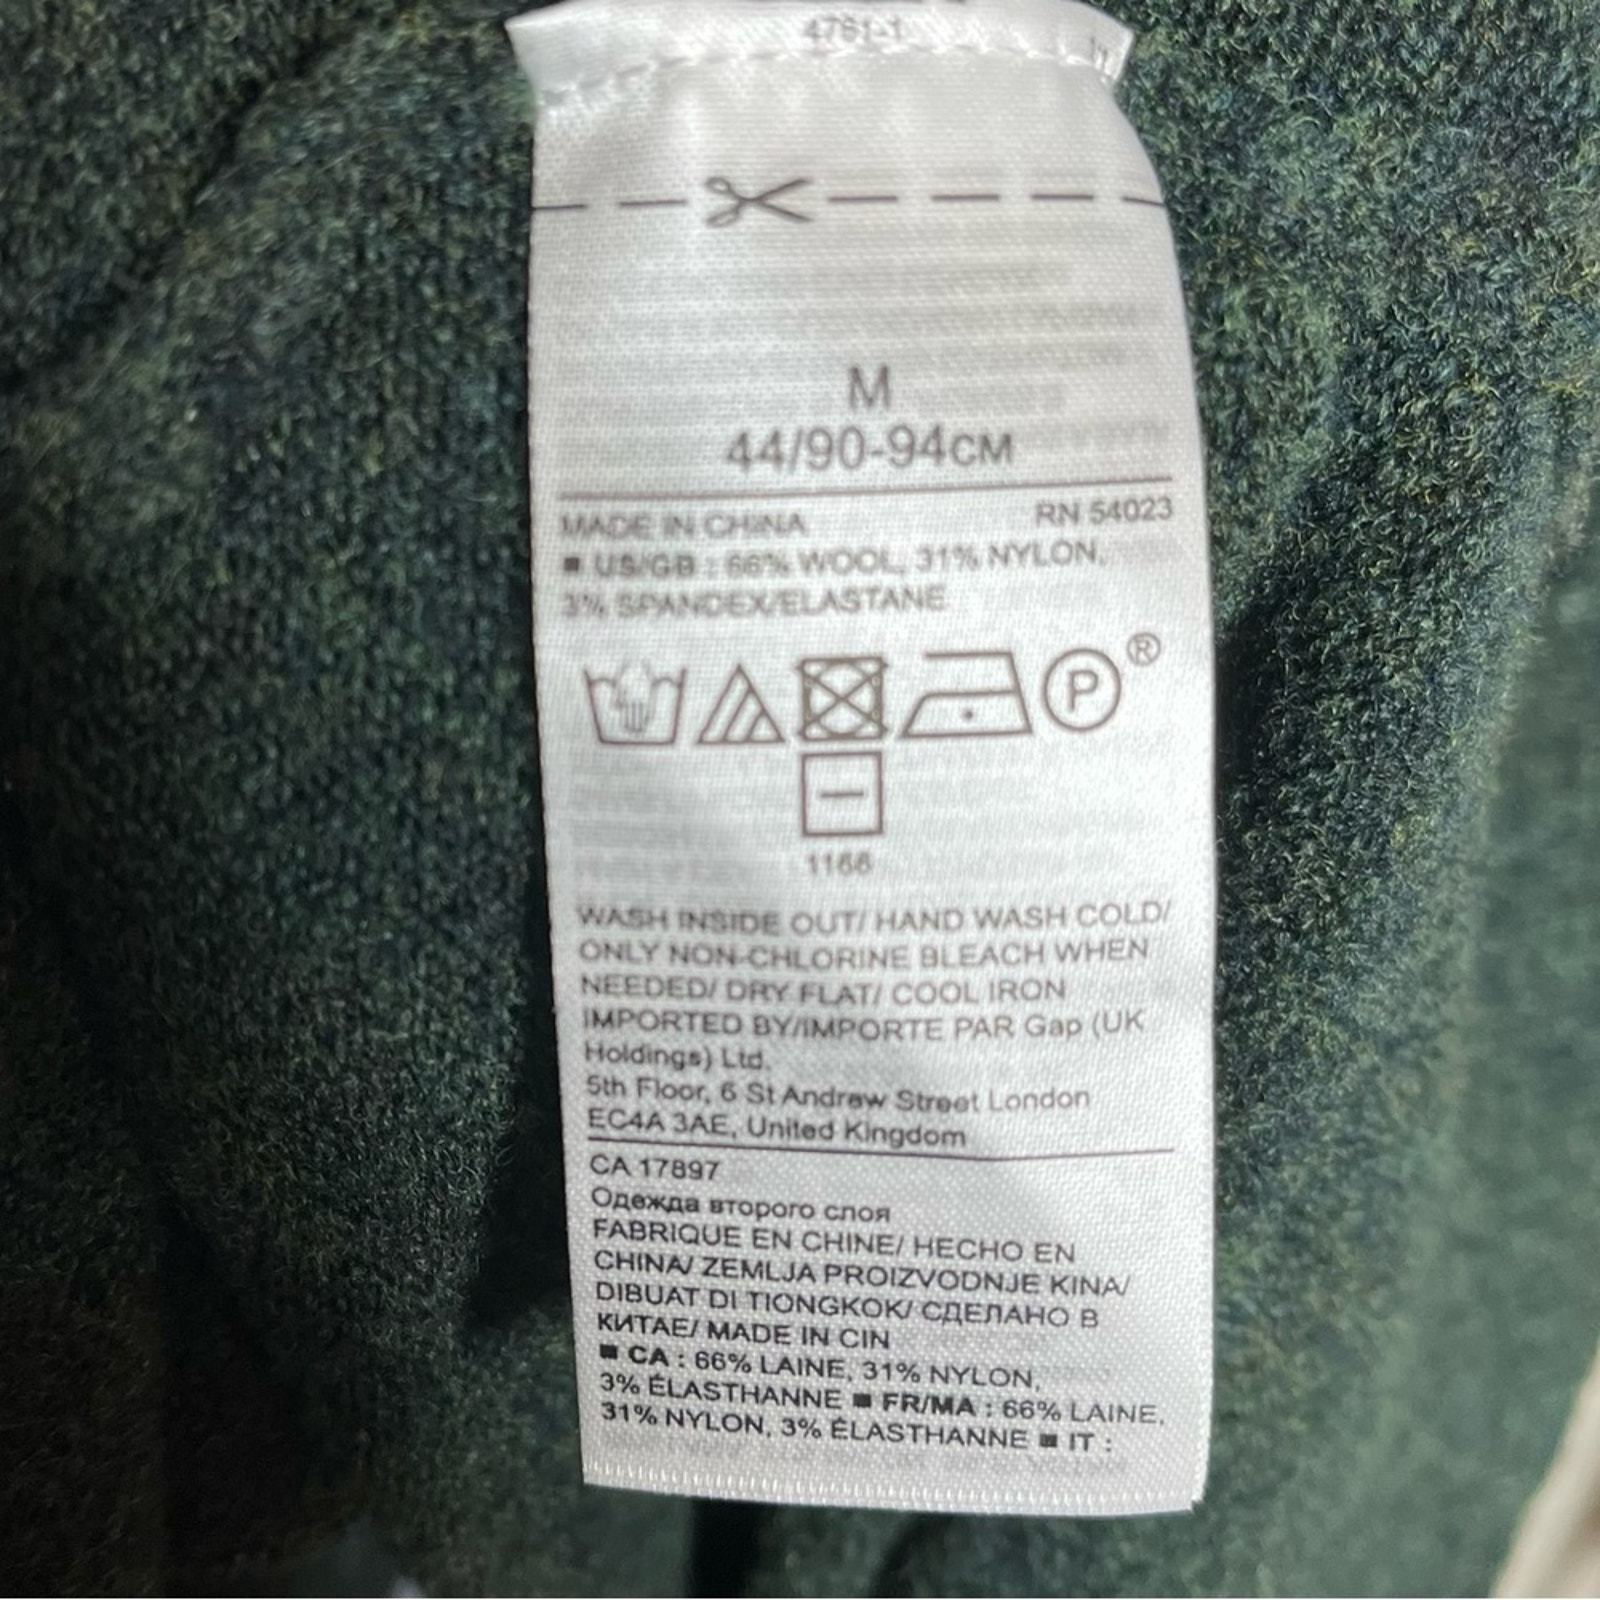 4761-1
M
44/90-94см
MADE IN CHINA RN 54023
■ US/GB : 66% WOOL, 31% NYLON,
3% SPANDEX/ELASTANE
P ®
1166
WASH INSIDE OUT/ HAND WASH COLD/
ONLY NON-CHLORINE BLEACH WHEN
NEEDED/ DRY FLAT/ COOL IRON
IMPORTED BY/IMPORTE PAR Gap (UK
Holdings) Ltd.
5th Floor, 6 St Andrew Street London
EC4A 3AE, United Kingdom
CA 17897
Одежда второго слоя
FABRIQUE EN CHINE/ HECHO EN
CHINA/ ZEMLJA PROIZVODNJE KINA/
DIBUAT DI TIONGKOK/ СДЕЛАНО В
КИТАЕ/ MADE IN CIN
■ CA : 66% LAINE, 31% NYLON,
3% ÉLASTHANNE ■ FR/MA : 66% LAINE,
31% NYLON, 3% ÉLASTHANNE ■ IT :